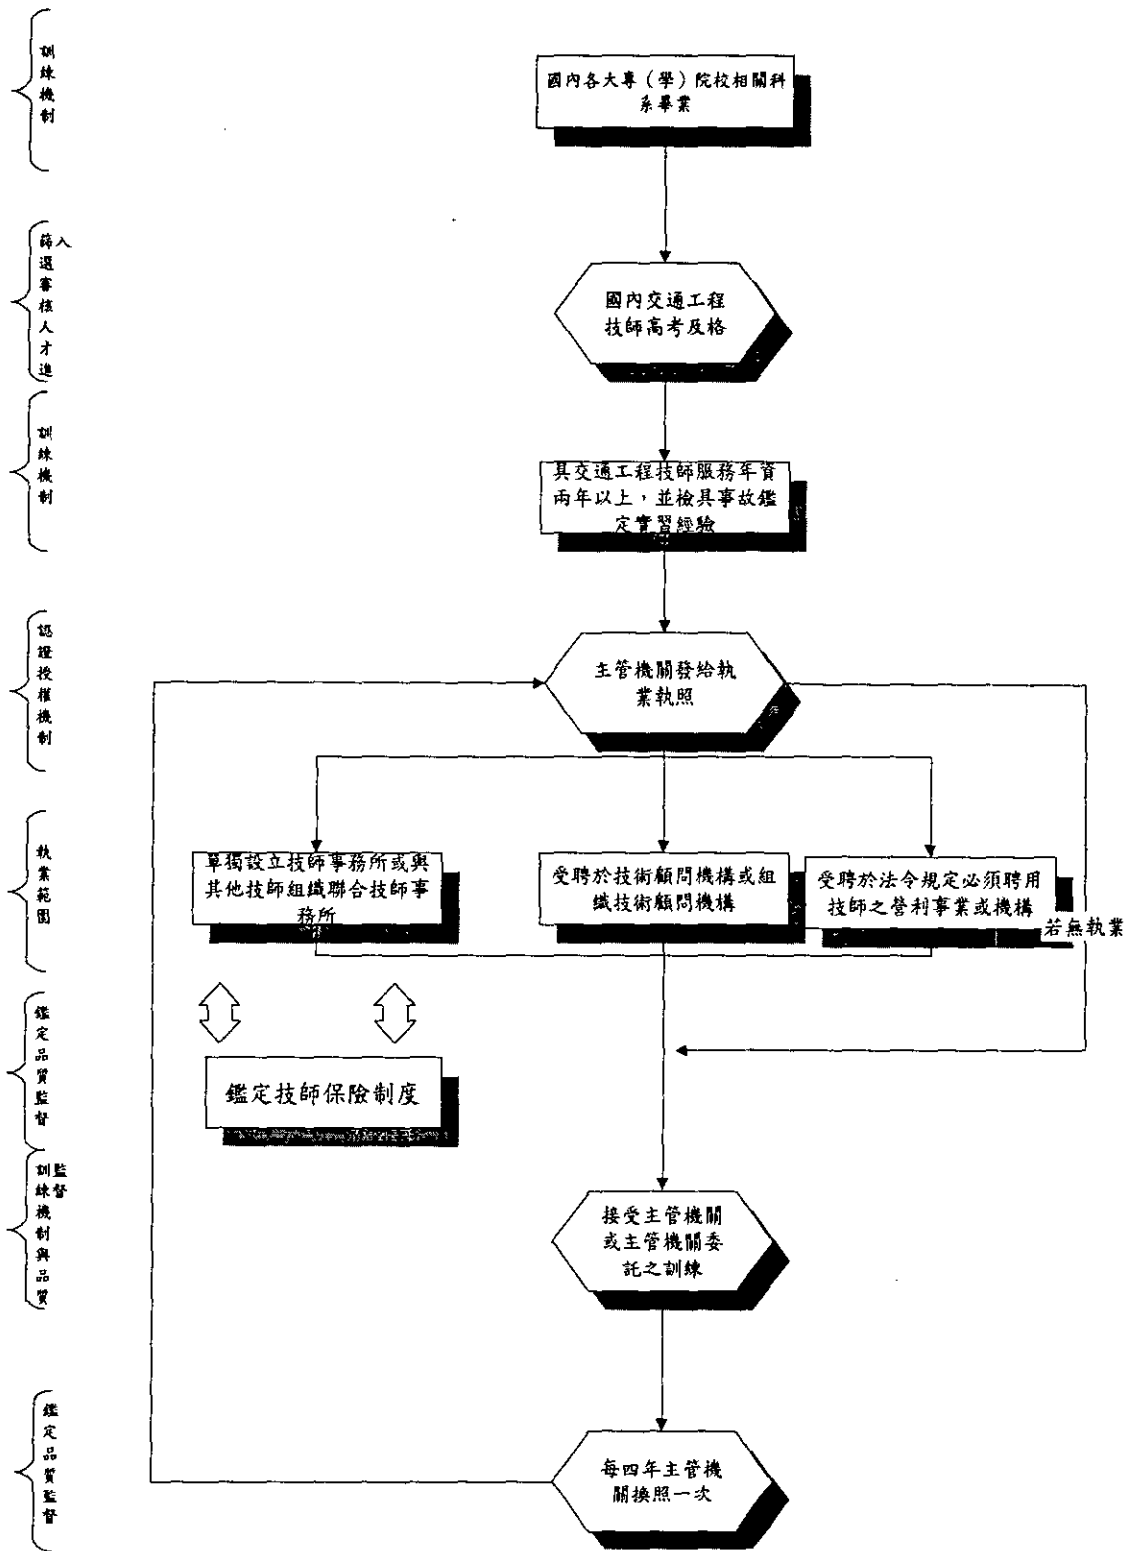 訓練機制
國內各大專（學）院校相關科
系畢業
篩選審核人才進
入
國內交通工程
技師高考及格
訓練機制
具交通工程技師服務年資
兩年以上，並檢具事故鑑
定實習經驗
認證授權機制
主管機關發給執
業執照
執業範圍
單獨設立技師事務所或與
其他技師組織聯合技師事
務所
受聘於技術顧問機構或組
織技術顧問機構
受聘於法令規定必須聘用
技師之營利事業或機構
若無執業
鑑定品質監督
鑑定技師保險制度
訓練機制與品質
監督
接受主管機關
或主管機關委
託之訓練
鑑定品質監督
每四年主管機
關換照一次